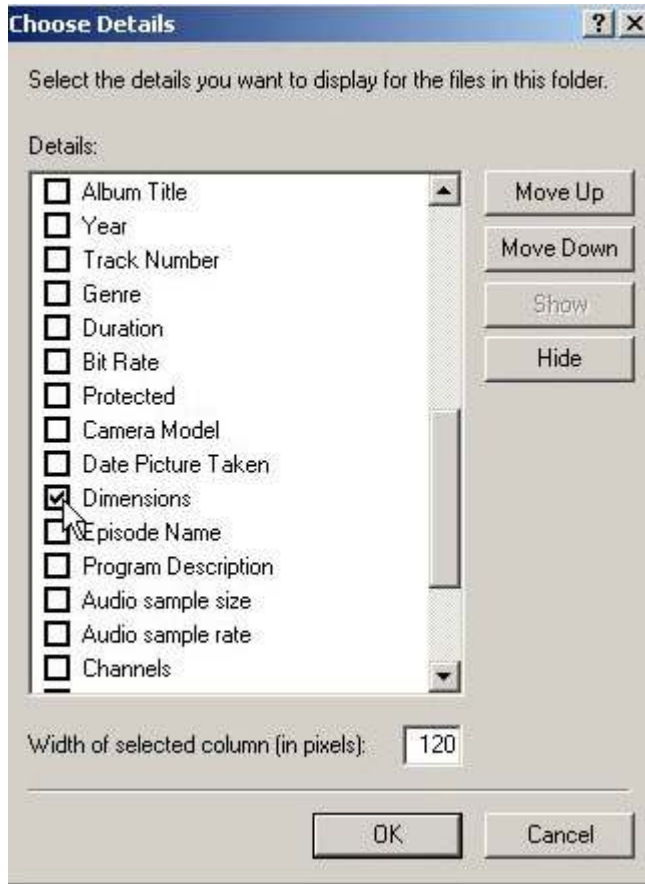 Choose Details
Select the details you want to display for the files in this folder.
Details:
Album Title
Year
Track Number
Genre
Duration
Bit Rate
Protected
Camera Model
Date Picture Taken
Dimensions
Episode Name
Program Description
Audio sample size
Audio sample rate
Channels
Move Up
Move Down
Show
Hide
Width of selected column (in pixels): 120
OK Cancel